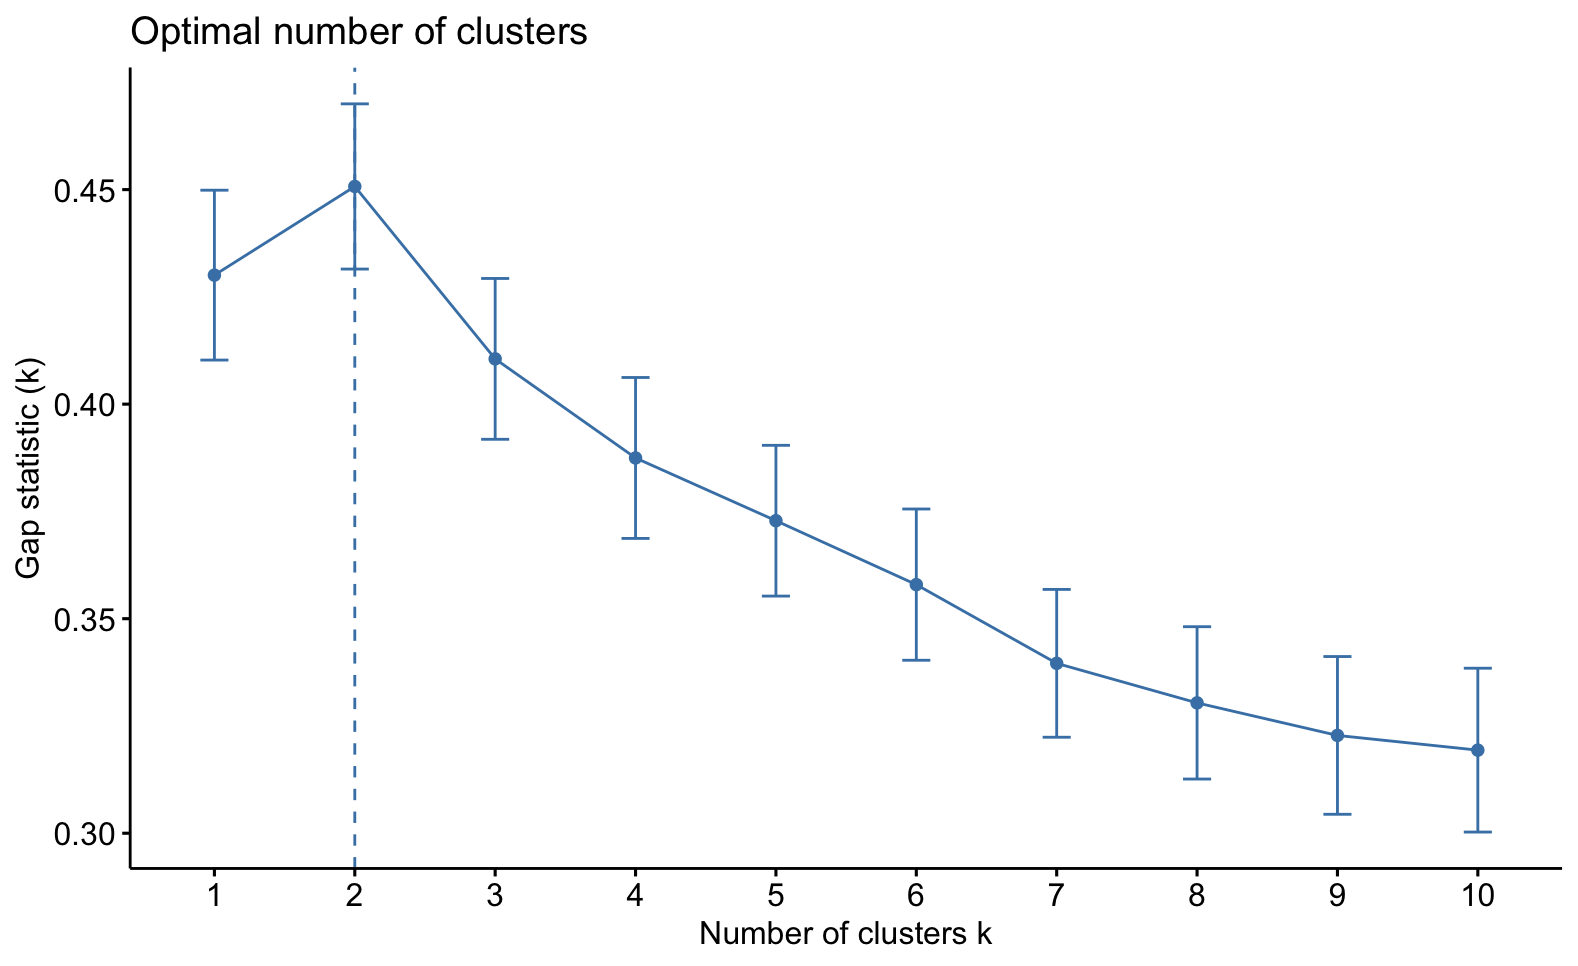 Optimal number of clusters
Gap statistic (k)
0.45
0.40
0.35
0.30
1 2 3 4 5 6 7 8 9 10
Number of clusters k